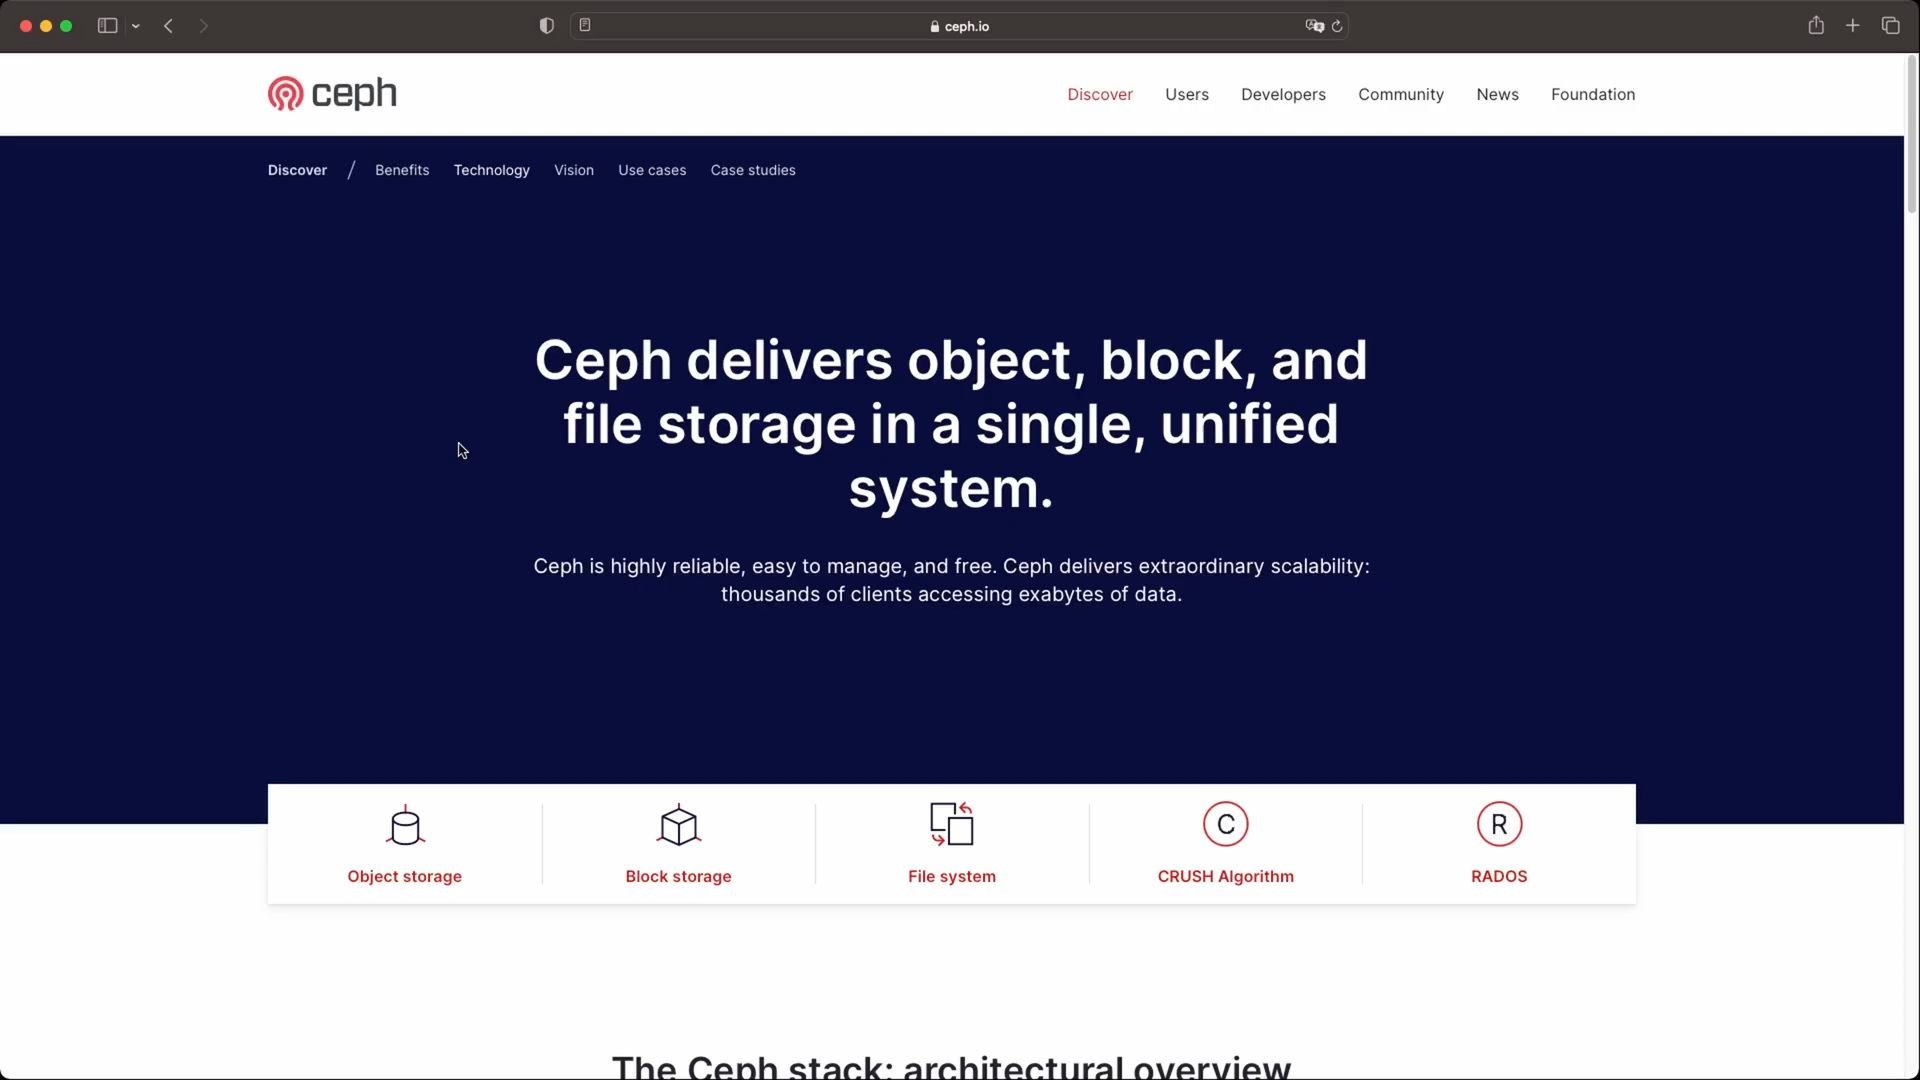 ceph.io
ceph
Discover Users Developers Community News Foundation
Discover / Benefits Technology Vision Use cases Case studies
Ceph delivers object, block, and
file storage in a single, unified
system.
Ceph is highly reliable, easy to manage, and free. Ceph delivers extraordinary scalability:
thousands of clients accessing exabytes of data.
C R
Object storage Block storage File system CRUSH Algorithm RADOS
The Ceph stack: architectural overview